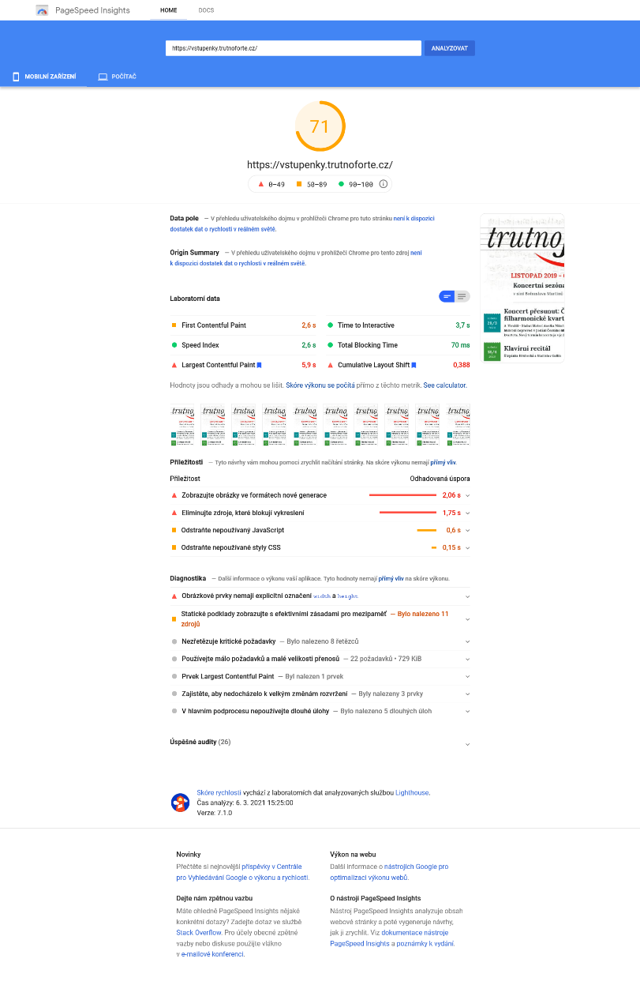 PageSpeed Insights
HOME
DOCS
https://vstupenky.trutnoforte.cz/
ANALYZOVAT
MOBILNÍ ZAŘÍZENÍ
POČÍTAČ
71
https://vstupenky.trutnoforte.cz/
0–49
50–89
90–100
Data pole — V přehledu uživatelského dojmu v prohlížeči Chrome pro tuto stránku není k dispozici
dostatek dat o rychlosti v reálném světě.
Origin Summary — V přehledu uživatelského dojmu v prohlížeči Chrome pro tento zdroj není
k dispozici dostatek dat o rychlosti v reálném světě.
trutno
LISTOPAD 2019 –
Koncertní sezóna
v síni Bohuslava Martinů
Koncert přesunut: Č
filharmonické kvart
Klavírní recitál
Laboratorní data
First Contentful Paint 2,6 s
Time to Interactive 3,7 s
Speed Index 2,6 s
Total Blocking Time 70 ms
Largest Contentful Paint 5,9 s
Cumulative Layout Shift 0,388
Hodnoty jsou odhady a mohou se lišit. Skóre výkonu se počítá přímo z těchto metrik. See calculator.
Příležitosti — Tyto návrhy vám mohou pomoci zrychlit načítání stránky. Na skóre výkonu nemají přímý vliv.
Příležitost Odhadovaná úspora
Zobrazujte obrázky ve formátech nové generace 2,06 s
Eliminujte zdroje, které blokují vykreslení 1,75 s
Odstraňte nepoužívaný JavaScript 0,6 s
Odstraňte nepoužívané styly CSS 0,15 s
Diagnostika — Další informace o výkonu vaší aplikace. Tyto hodnoty nemají přímý vliv na skóre výkonu.
Obrázkové prvky nemají explicitní označení width a height
Statické podklady zobrazujte s efektivními zásadami pro mezipaměť — Bylo nalezeno 11
zdrojů
Nezřetězujte kritické požadavky — Bylo nalezeno 8 řetězců
Používejte málo požadavků a malé velikosti přenosů — 22 požadavků • 729 KiB
Prvek Largest Contentful Paint — Byl nalezen 1 prvek
Zajistěte, aby nedocházelo k velkým změnám rozvržení — Byly nalezeny 3 prvky
V hlavním podprocesu nepoužívejte dlouhé úlohy — Bylo nalezeno 5 dlouhých úloh
Úspěšné audity (26)
Skóre rychlosti vychází z laboratorních dat analyzovaných službou Lighthouse.
Čas analýzy: 6. 3. 2021 15:25:00
Verze: 7.1.0
Novinky
Přečtěte si nejnovější příspěvky v Centrále
pro Vyhledávání Google o výkonu a rychlosti.
Výkon na webu
Další informace o nástrojích Google pro
optimalizaci výkonu webů.
Dejte nám zpětnou vazbu
Máte ohledně PageSpeed Insights nějaké
konkrétní dotazy? Zadejte dotaz ve službě
Stack Overflow. Pro účely obecné zpětné
vazby nebo diskuse použijte vlákno
v e-mailové konferenci.
O nástroji PageSpeed Insights
Nástroj PageSpeed Insights analyzuje obsah
webové stránky a poté vygeneruje návrhy,
jak ji zrychlit. Viz dokumentace nástroje
PageSpeed Insights a poznámky k vydání.